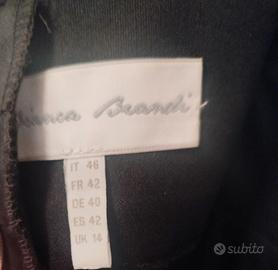 Bianca Brandi
IT 46
FR 42
DE 40
ES 42
UK 14
subito